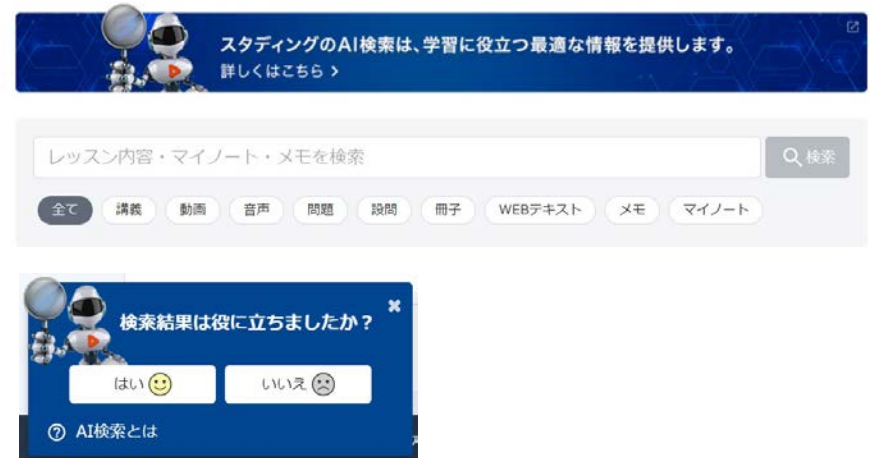 スタディングのAI検索は、学習に役立つ最適な情報を提供します。
詳しくはこちら >
レッスン内容・マイノート・メモを検索
検索
全て 講義 動画 音声 問題 設問 冊子 WEBテキスト メモ マイノート
検索結果は役に立ちましたか？
はい いいえ
AI検索とは